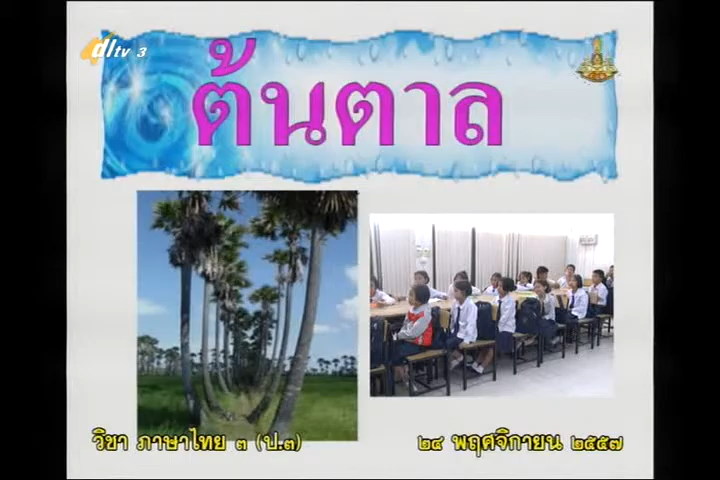 dltv 3
ต้นตาล
วิชา ภาษาไทย ๓ (ป.๓)
๒๔ พฤศจิกายน ๒๕๕๗